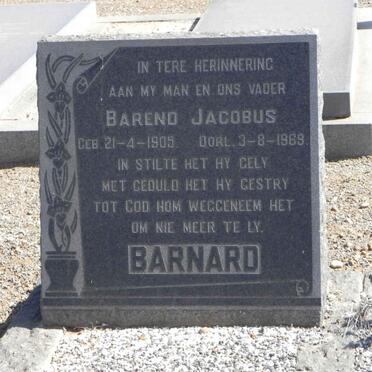 IN TERE HERINNERING
AAN MY MAN EN ONS VADER
BAREND JACOBUS
GEB. 21-4-1905. OORL. 3-8-1969.
IN STILTE HET HY GELY
MET GEDULD HET HY GESTRY
TOT GOD HOM WEGGENEEM HET
OM NIE MEER TE LY.
BARNARD